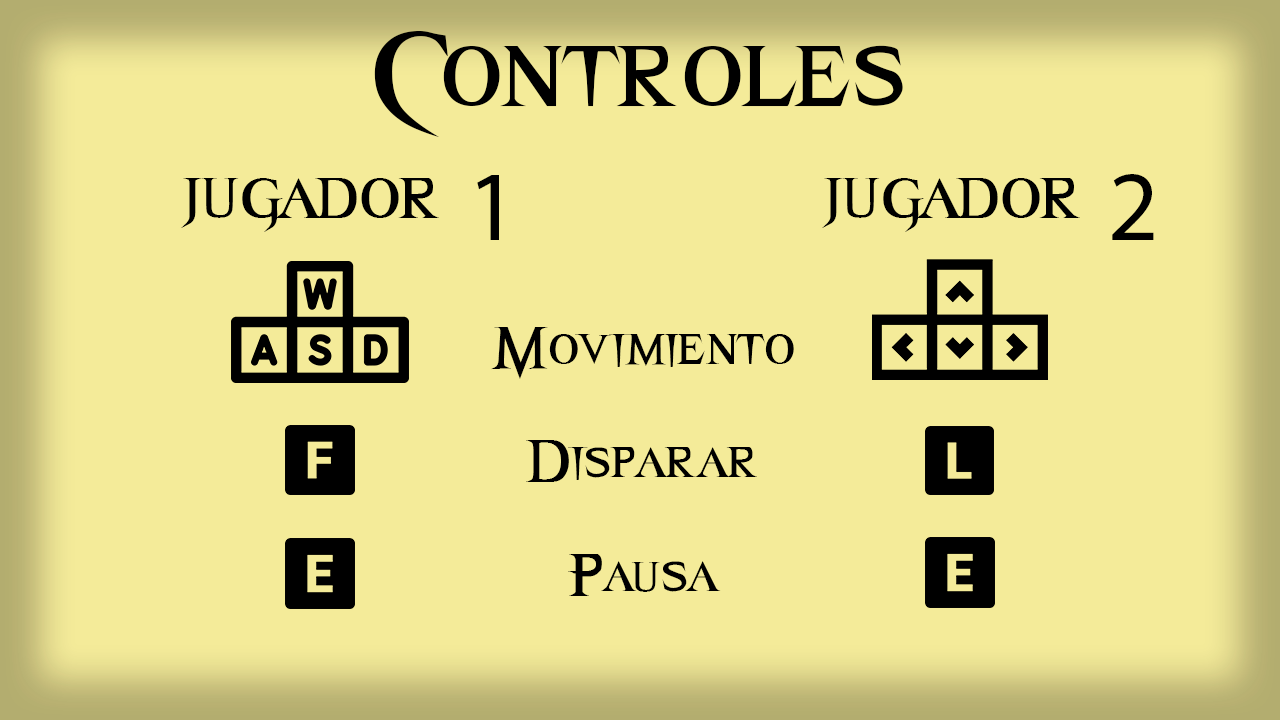 Controles
Jugador 1 Jugador 2
W
A S D Movimiento
F Disparar L
E Pausa E